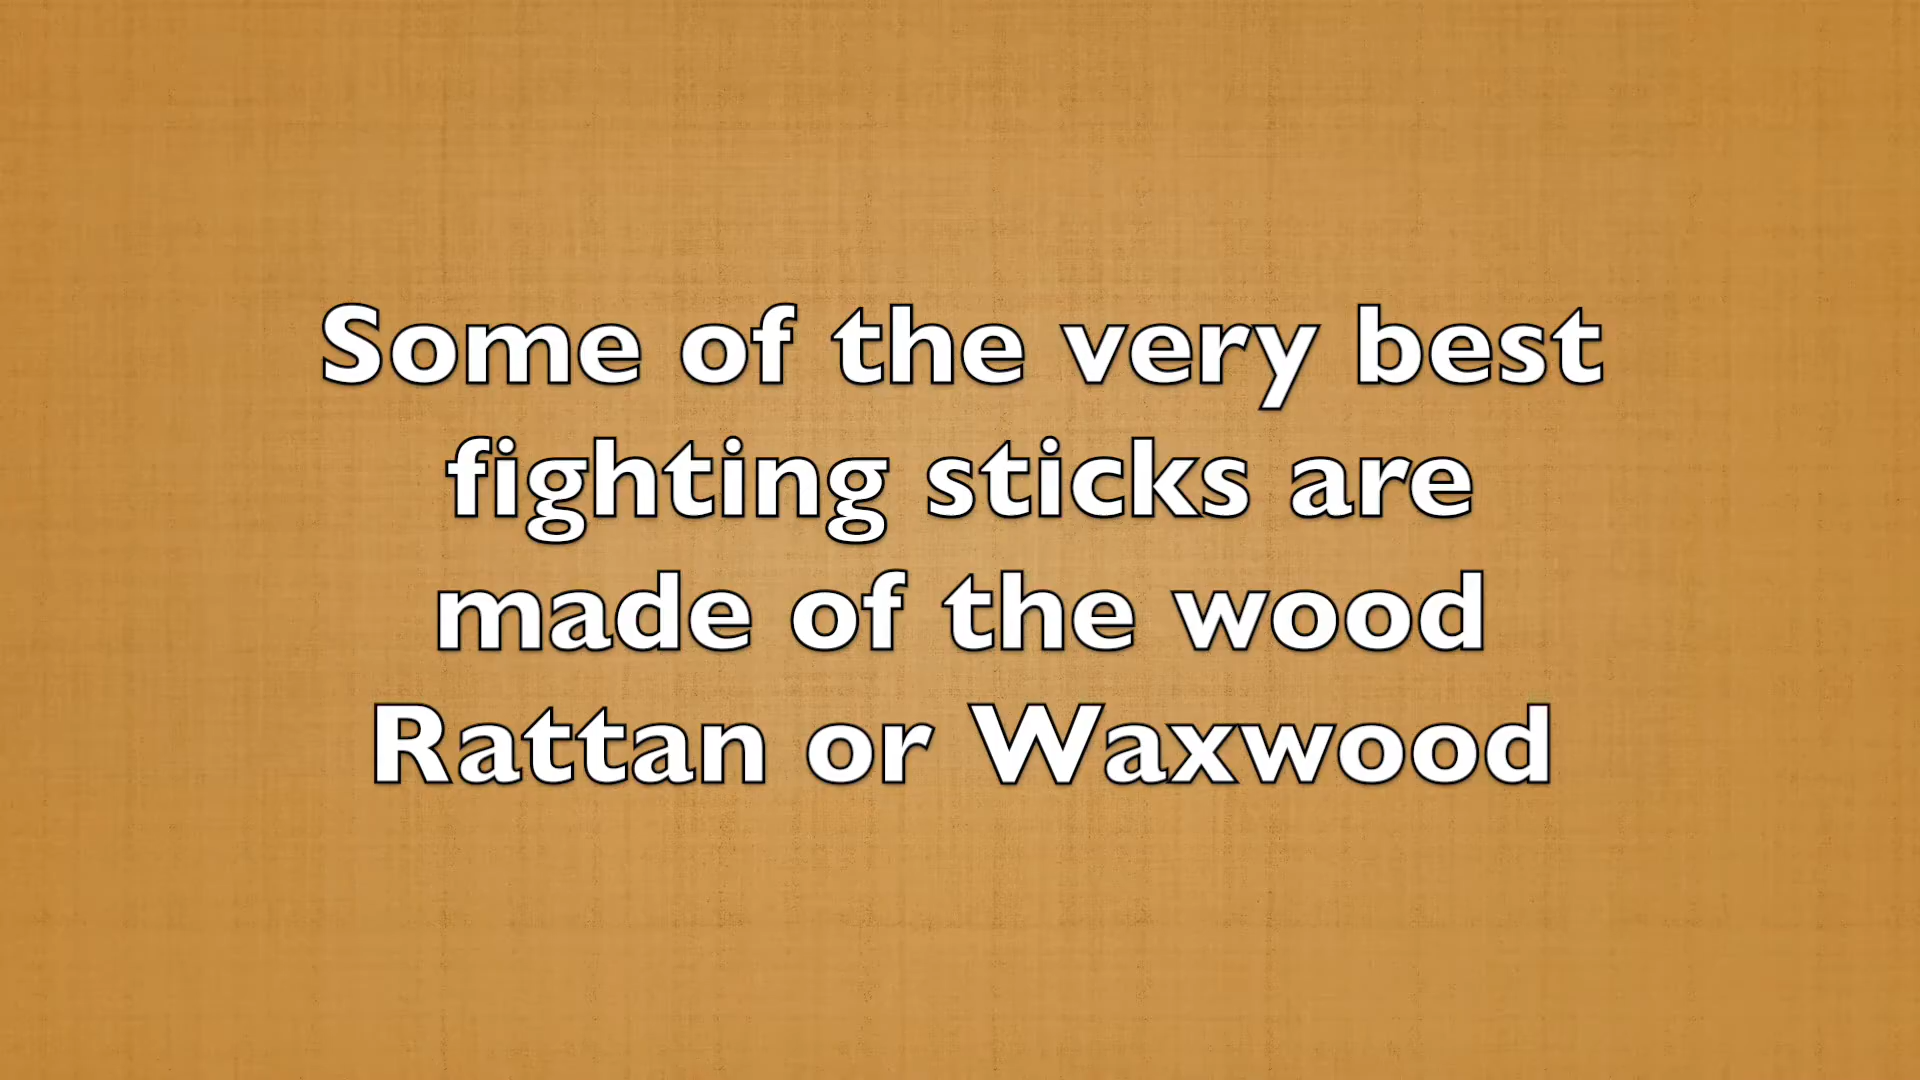 Some of the very best
fighting sticks are
made of the wood
Rattan or Waxwood